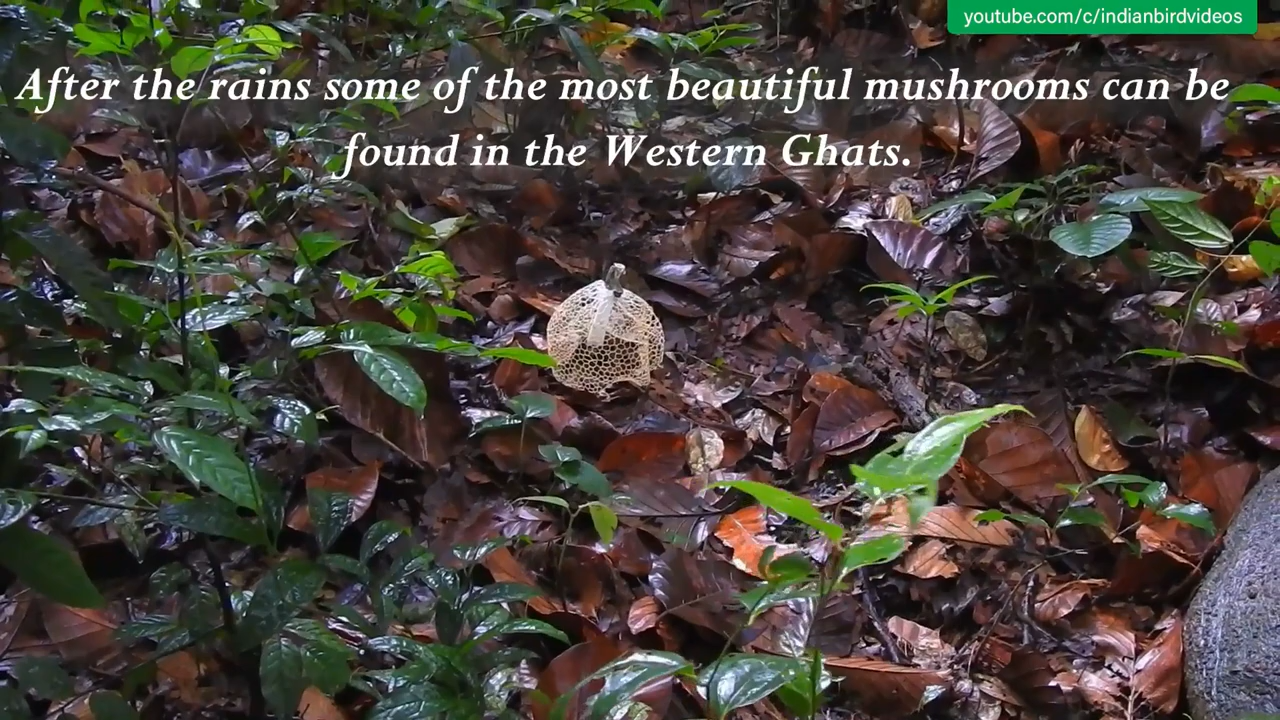 youtube.com/c/indianbirdvideos
After the rains some of the most beautiful mushrooms can be
found in the Western Ghats.